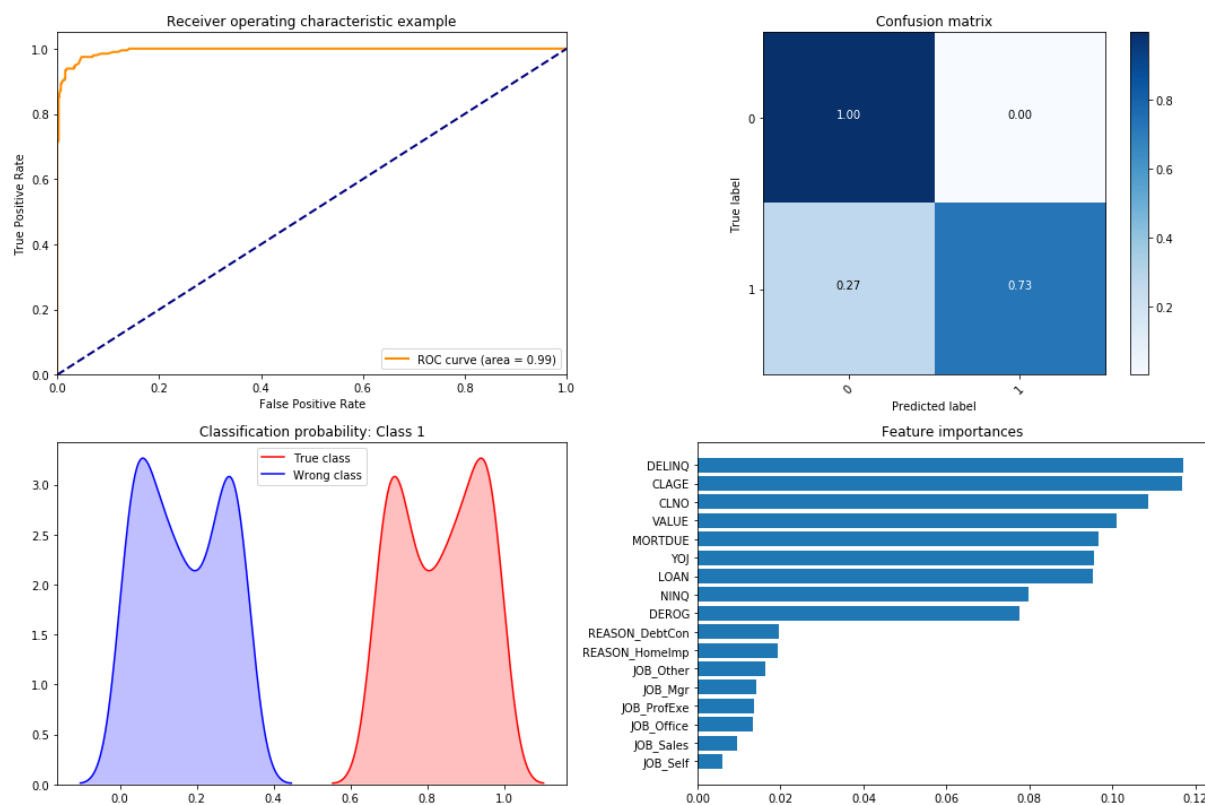 Receiver operating characteristic example
1.0
0.8
0.6
0.4
0.2
0.0
True Positive Rate
ROC curve (area = 0.99)
0.0 0.2 0.4 0.6 0.8 1.0
False Positive Rate
Confusion matrix
0
1
True label
1.00 0.00
0.27 0.73
0 1
Predicted label
0.8
0.6
0.4
0.2
Classification probability: Class 1
True class
Wrong class
3.0
2.5
2.0
1.5
1.0
0.5
0.0
0.0 0.2 0.4 0.6 0.8 1.0
Feature importances
DELINQ
CLAGE
CLNO
VALUE
MORTDUE
YOJ
LOAN
NINQ
DEROG
REASON_DebtCon
REASON_HomeImp
JOB_Other
JOB_Mgr
JOB_ProfExe
JOB_Office
JOB_Sales
JOB_Self
0.00 0.02 0.04 0.06 0.08 0.10 0.12